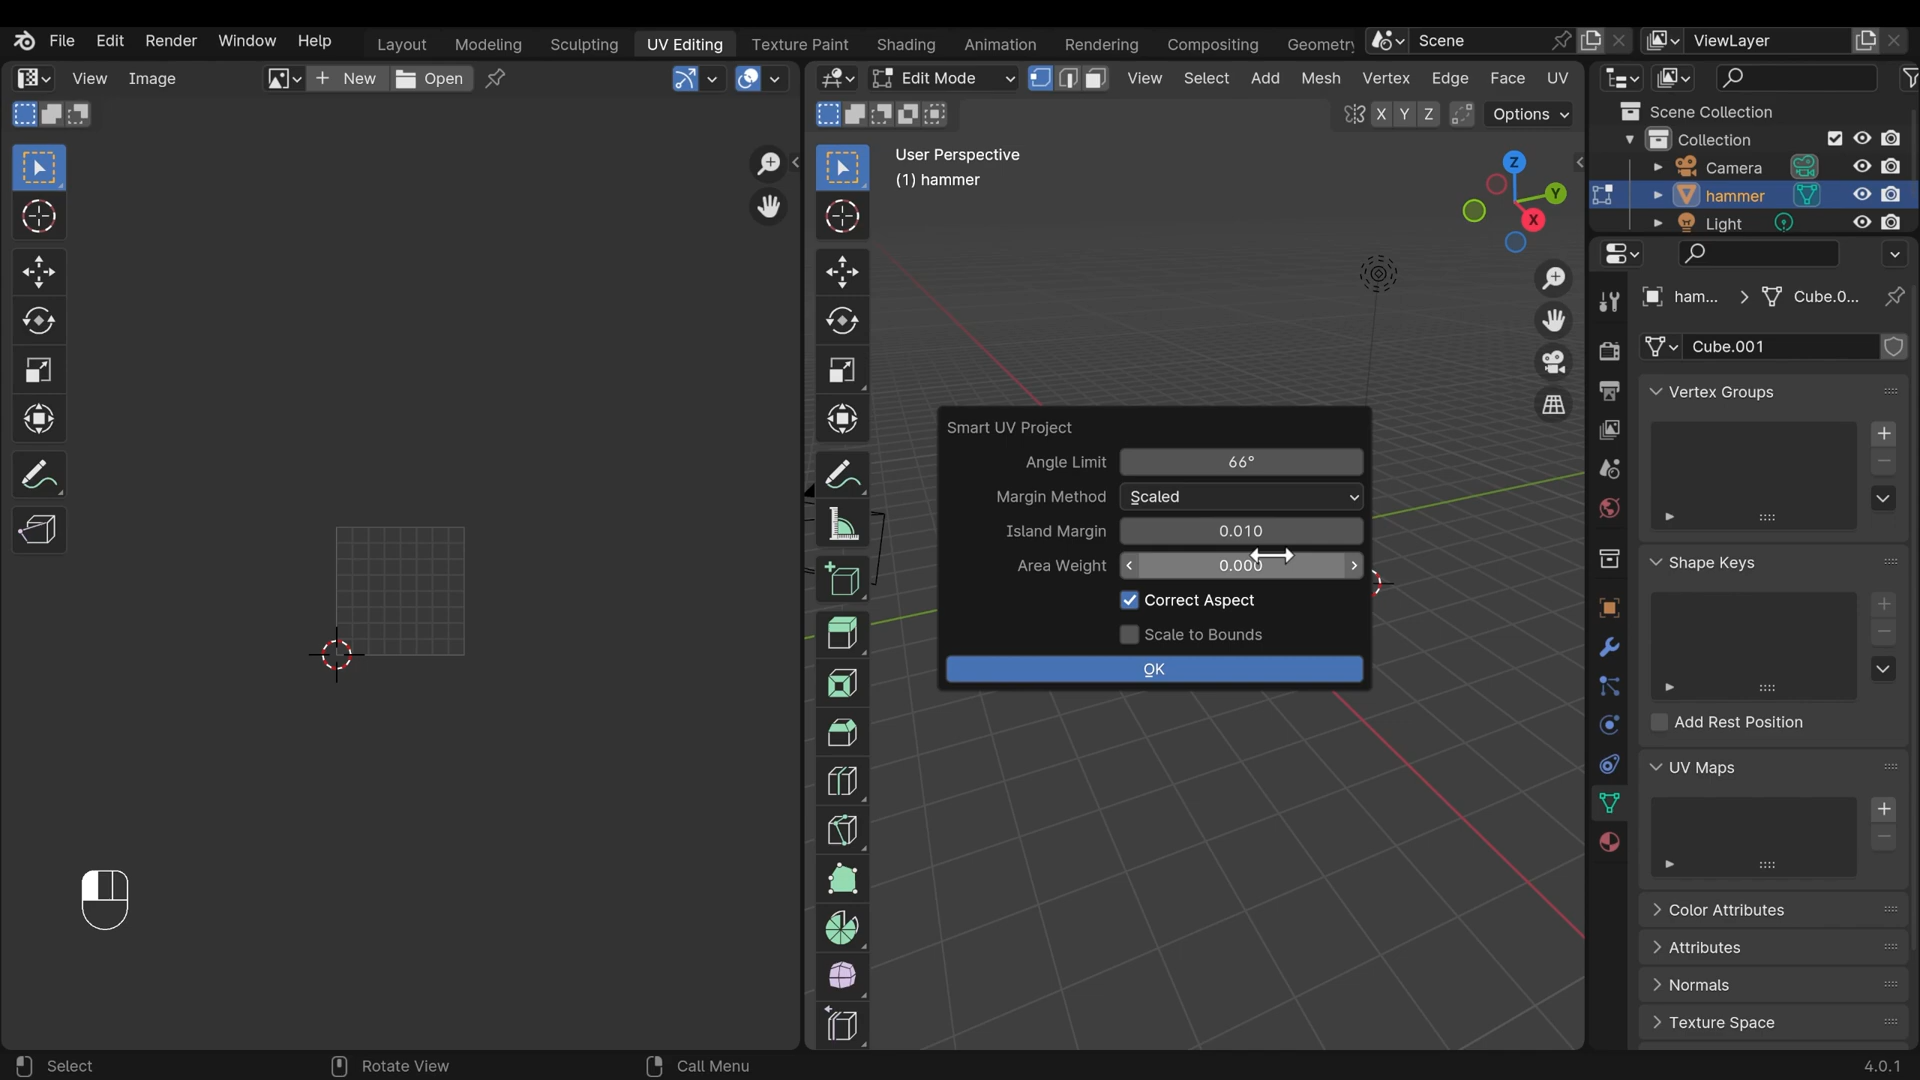 File Edit Render Window Help Layout Modeling Sculpting UV Editing Texture Paint Shading Animation Rendering Compositing Geometry Scene ViewLayer
View Image New Open Edit Mode View Select Add Mesh Vertex Edge Face UV
X Y Z Options
User Perspective
(1) hammer
Z
Y
X
Scene Collection
Collection
Camera
hammer
Light
ham... Cube.0...
Cube.001
Vertex Groups
Shape Keys
Add Rest Position
UV Maps
Color Attributes
Attributes
Normals
Texture Space
Smart UV Project
Angle Limit 66°
Margin Method Scaled
Island Margin 0.010
Area Weight 0.000
Correct Aspect
Scale to Bounds
OK
Select Rotate View Call Menu 4.0.1